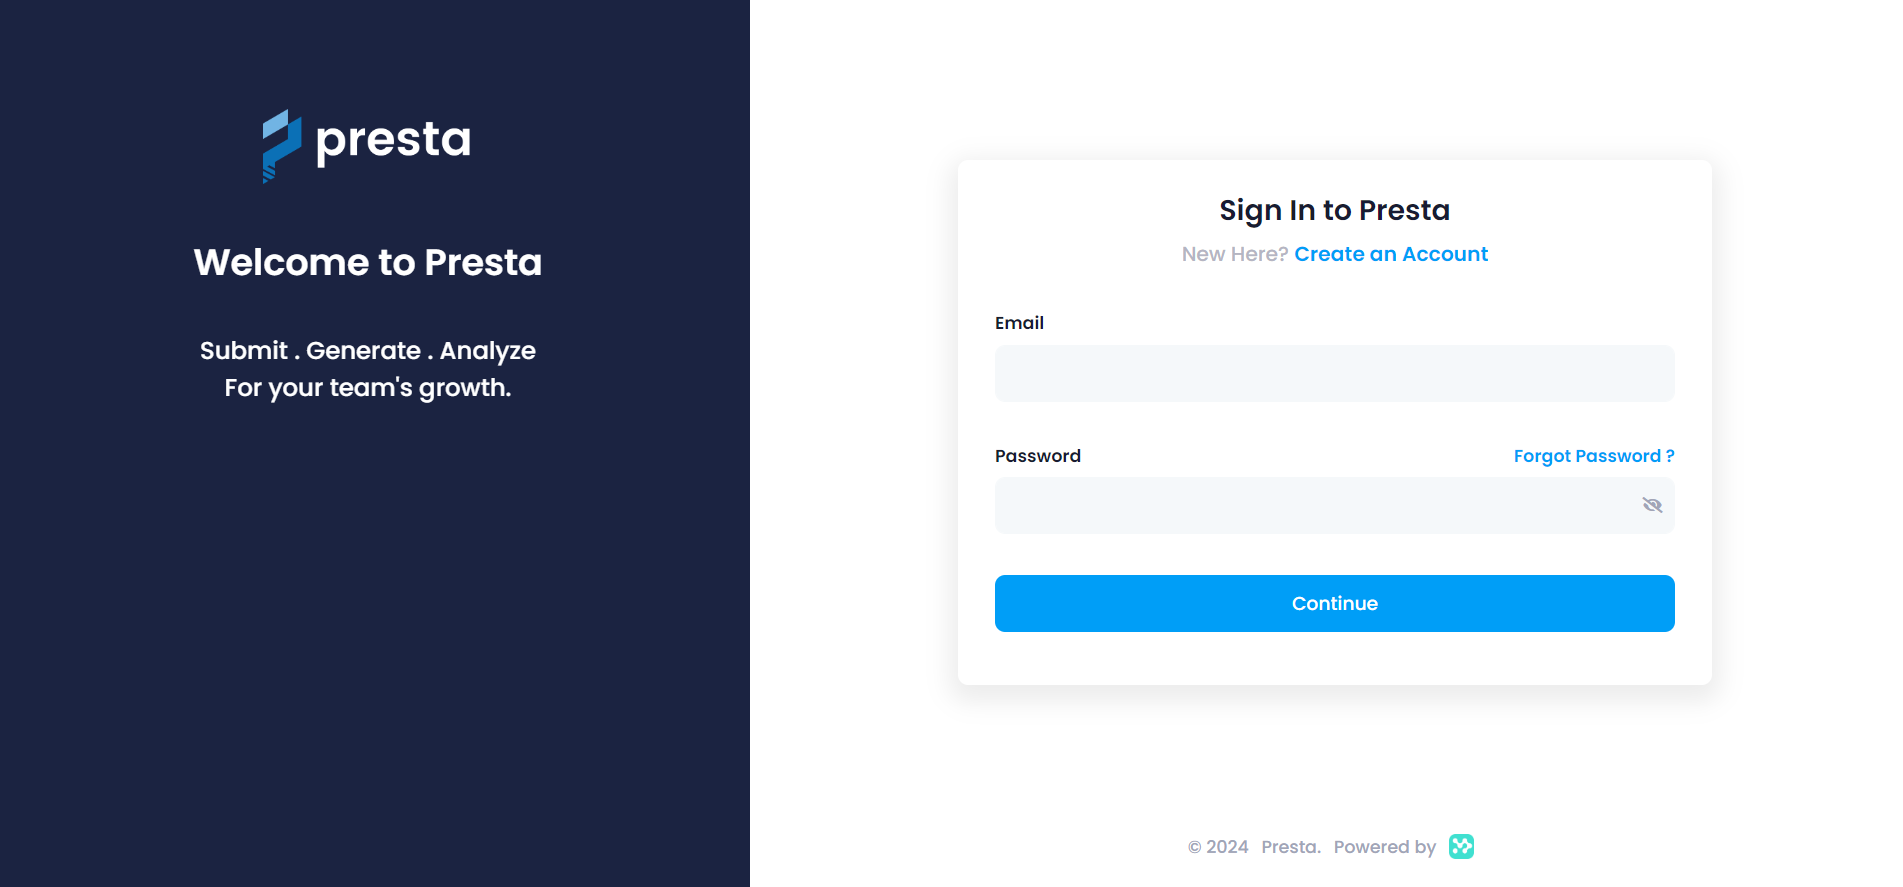 presta
Welcome to Presta
Submit . Generate . Analyze
For your team's growth.
Sign In to Presta
New Here? Create an Account
Email
Password
Forgot Password ?
Continue
© 2024 Presta. Powered by